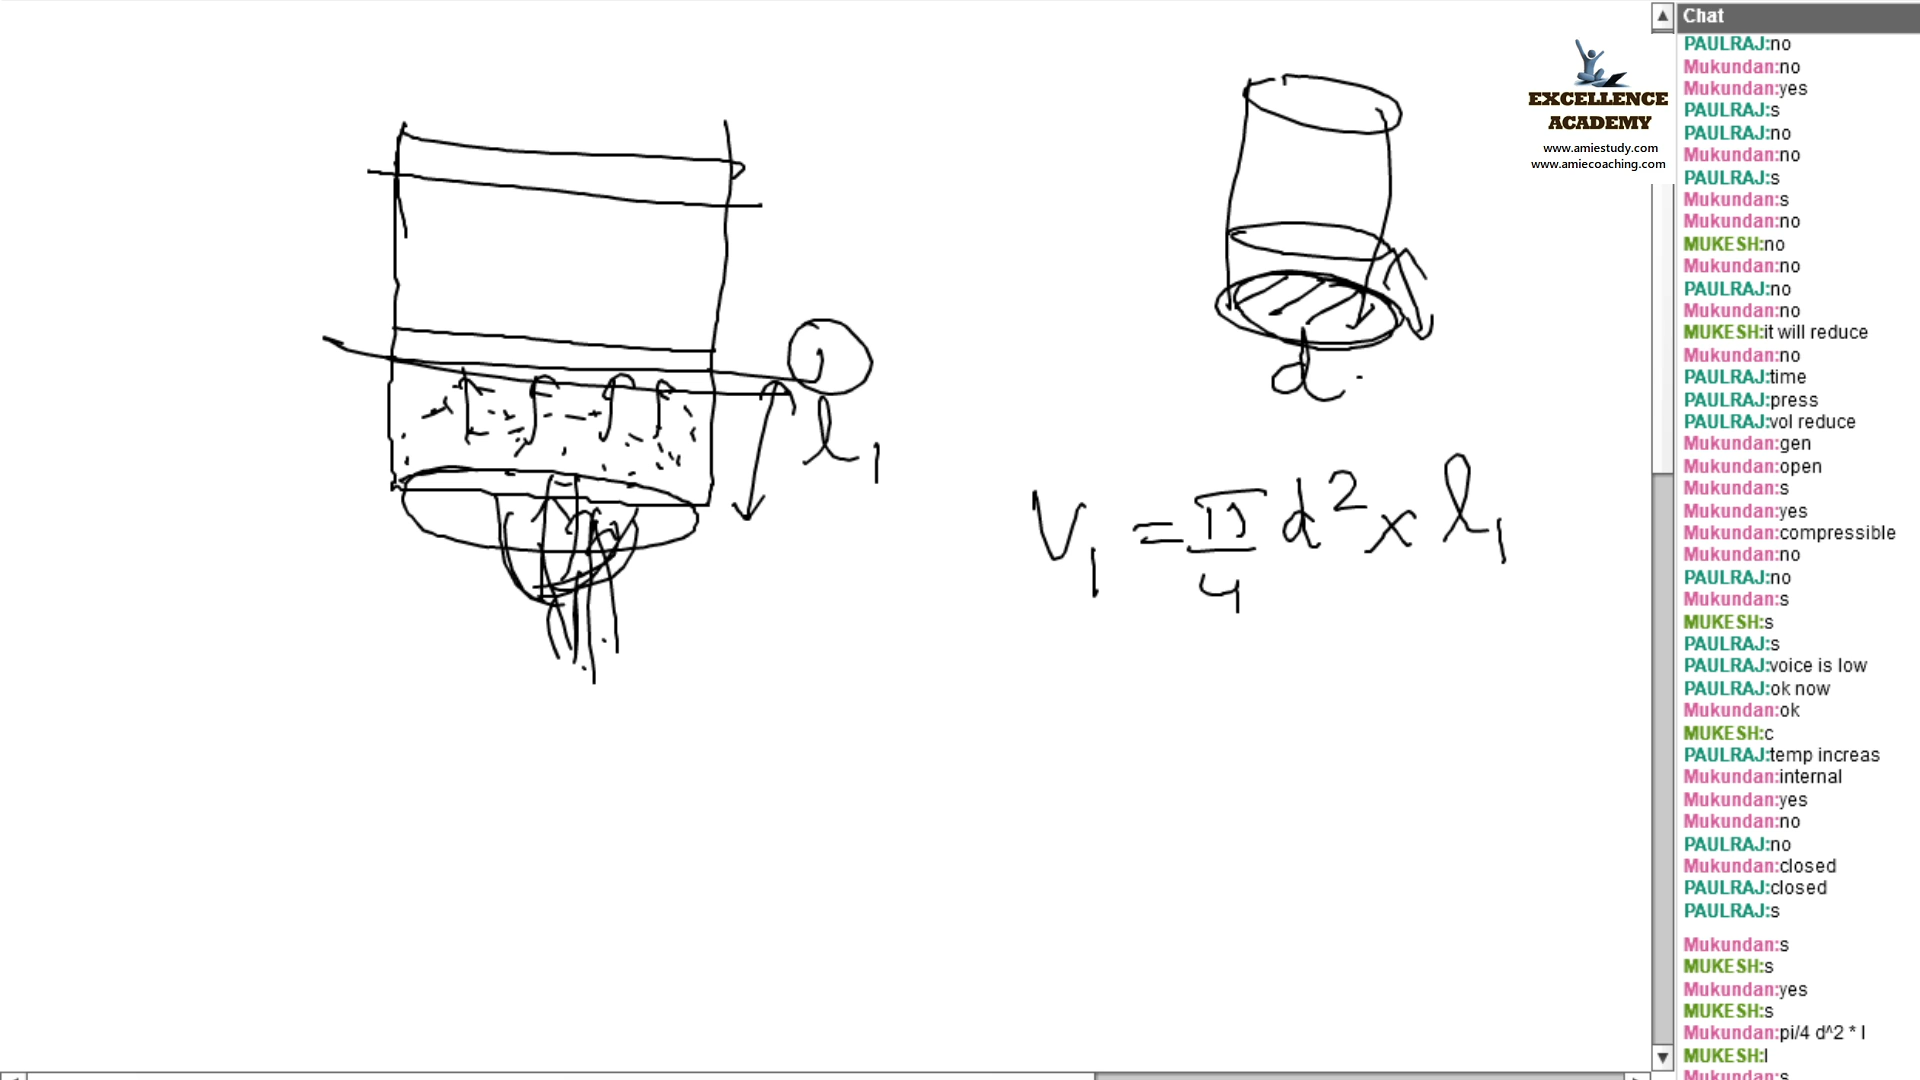 EXCELLENCE
ACADEMY
www.amiestudy.com
www.amiecoaching.com
d
l1
V1 = π/4 d² x l1
Chat
PAULRAJ:no
Mukundan:no
Mukundan:yes
PAULRAJ:s
PAULRAJ:no
Mukundan:no
PAULRAJ:s
Mukundan:s
Mukundan:no
MUKESH:no
Mukundan:no
PAULRAJ:no
Mukundan:no
MUKESH:it will reduce
Mukundan:no
PAULRAJ:time
PAULRAJ:press
PAULRAJ:vol reduce
Mukundan:gen
Mukundan:open
Mukundan:s
Mukundan:yes
Mukundan:compressible
Mukundan:no
PAULRAJ:no
Mukundan:s
MUKESH:s
PAULRAJ:s
PAULRAJ:voice is low
PAULRAJ:ok now
Mukundan:ok
MUKESH:c
PAULRAJ:temp increas
Mukundan:internal
Mukundan:yes
Mukundan:no
PAULRAJ:no
Mukundan:closed
PAULRAJ:closed
PAULRAJ:s
Mukundan:s
MUKESH:s
Mukundan:yes
MUKESH:s
Mukundan:pi/4 d^2 * l
MUKESH:l
Mukundan:s